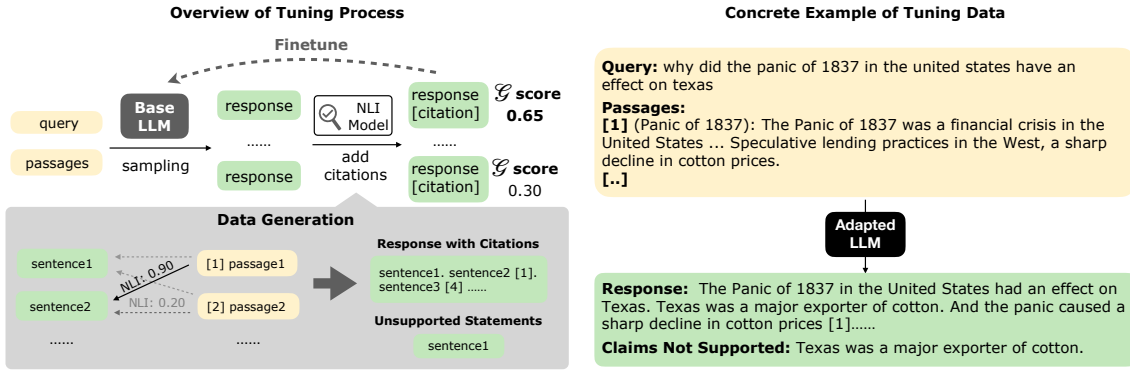 Overview of Tuning Process
Finetune
query
passages
Base
LLM
sampling
response
......
response
NLI
Model
add
citations
response
[citation]
......
response
[citation]
𝒢 score
0.65
𝒢 score
0.30
Data Generation
sentence1
sentence2
......
NLI: 0.90
NLI: 0.20
[1] passage1
[2] passage2
......
Response with Citations
sentence1. sentence2 [1].
sentence3 [4] ......
Unsupported Statements
sentence1
Concrete Example of Tuning Data
Query: why did the panic of 1837 in the united states have an
effect on texas
Passages:
[1] (Panic of 1837): The Panic of 1837 was a financial crisis in the
United States ... Speculative lending practices in the West, a sharp
decline in cotton prices.
[..]
Adapted
LLM
Response: The Panic of 1837 in the United States had an effect on
Texas. Texas was a major exporter of cotton. And the panic caused a
sharp decline in cotton prices [1]......
Claims Not Supported: Texas was a major exporter of cotton.